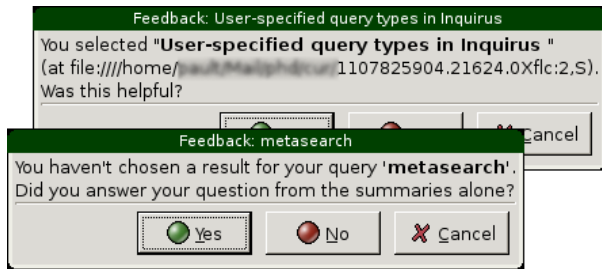 Feedback: User-specified query types in Inquirus
You selected "User-specified query types in Inquirus "
(at file:////home/ 1107825904.21624.0Xflc:2,S).
Was this helpful?
Cancel
Feedback: metasearch
You haven't chosen a result for your query 'metasearch'.
Did you answer your question from the summaries alone?
Yes No Cancel